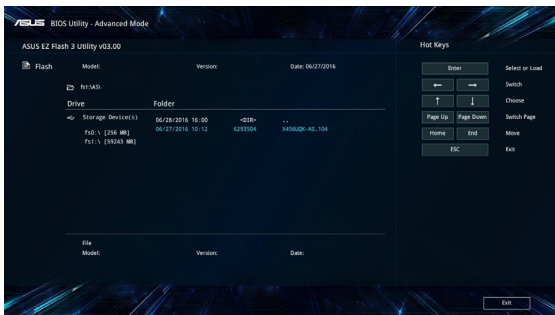 ASUS BIOS Utility - Advanced Mode
ASUS EZ Flash 3 Utility v03.00
Hot Keys
Flash Model: Version: Date: 06/27/2016
fs1:\AS\
Drive Folder
Storage Device(s) 06/28/2016 16:00 <DIR> ..
fs0:\ [256 MB] 06/27/2016 10:12 6293504 X456UQK-AS.104
fs1:\ [59243 MB]
File
Model: Version: Date:
Enter Select or Load
← → Switch
↑ ↓ Choose
Page Up Page Down Switch Page
Home End Move
ESC Exit
Exit